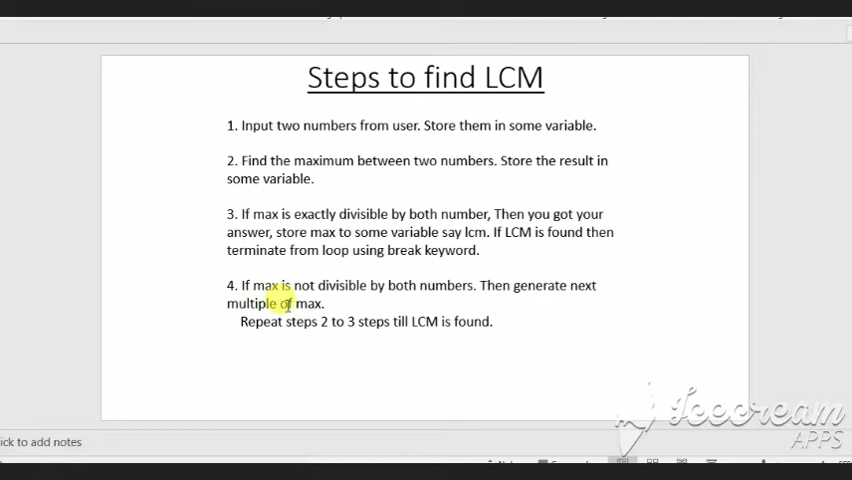 Steps to find LCM
1. Input two numbers from user. Store them in some variable.
2. Find the maximum between two numbers. Store the result in
some variable.
3. If max is exactly divisible by both number, Then you got your
answer, store max to some variable say lcm. If LCM is found then
terminate from loop using break keyword.
4. If max is not divisible by both numbers. Then generate next
multiple of max.
Repeat steps 2 to 3 steps till LCM is found.
Icecream
APPS
ick to add notes